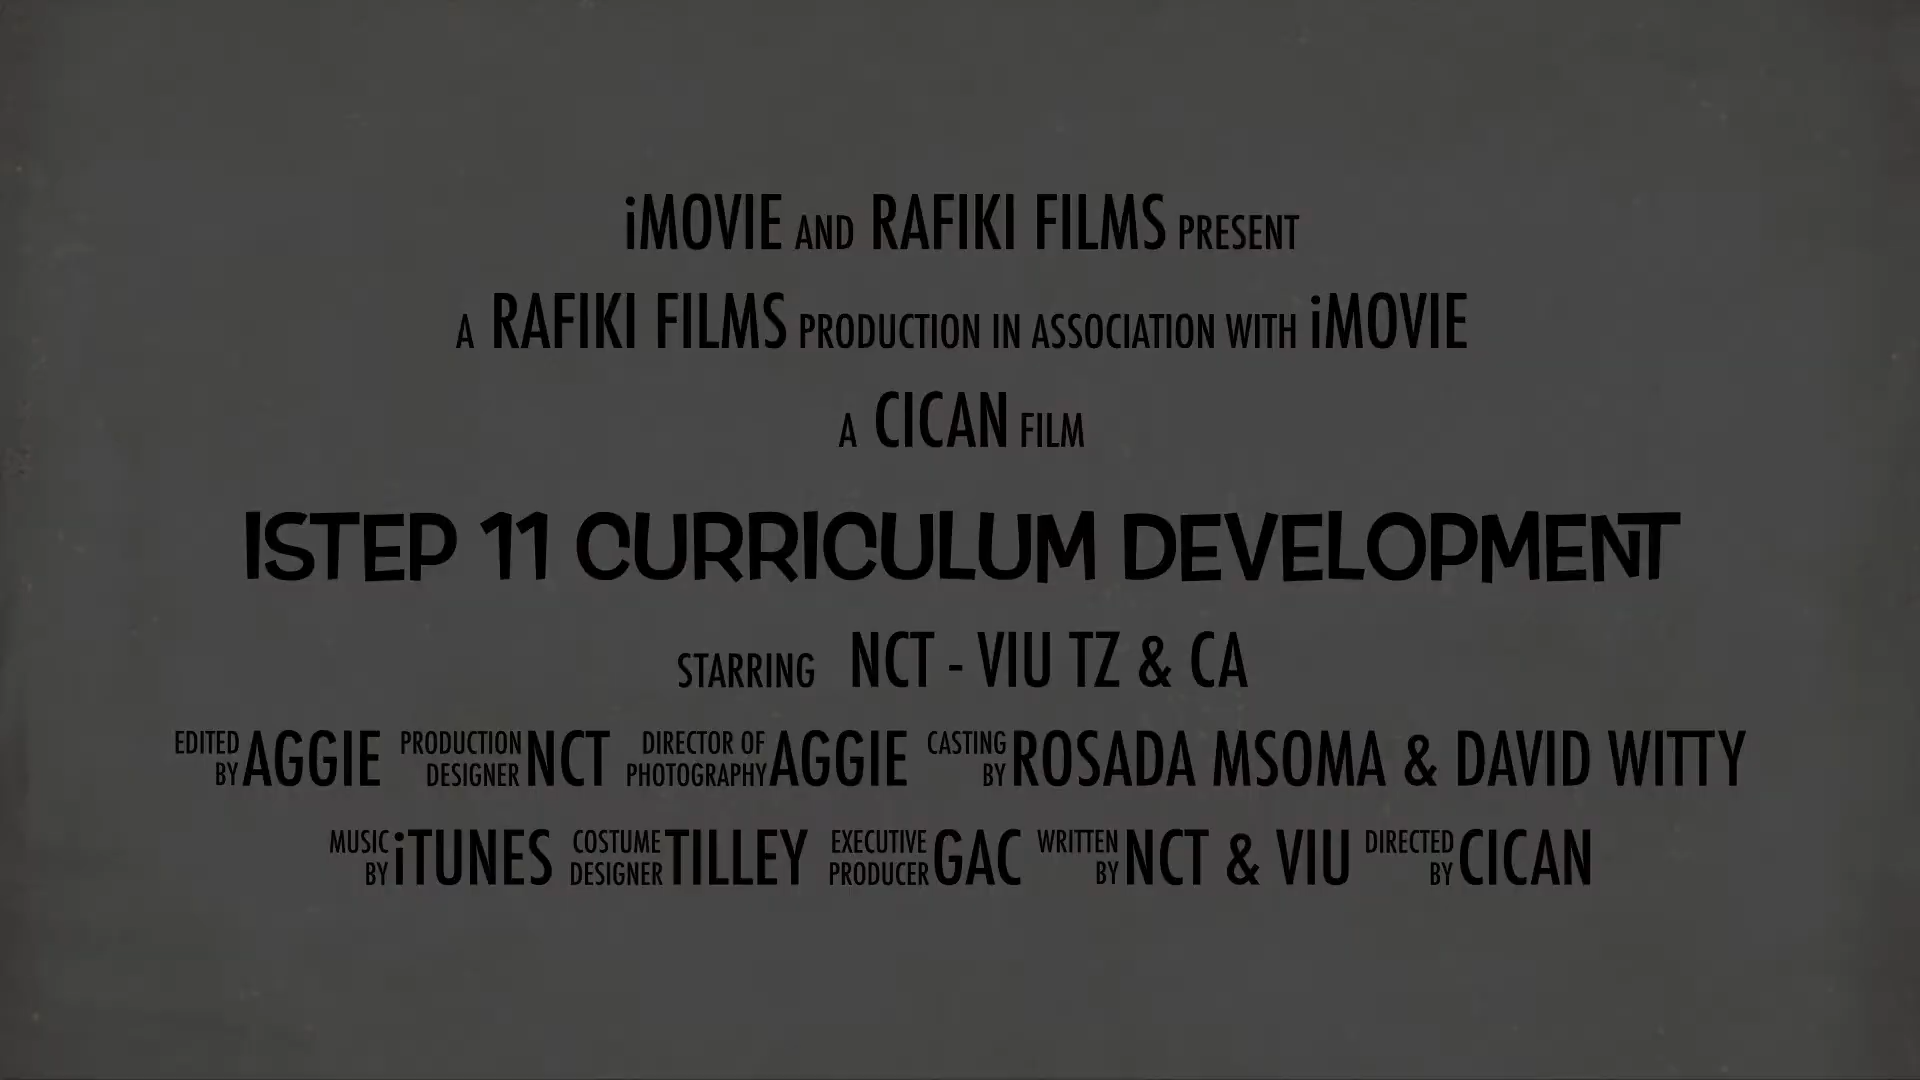 iMOVIE AND RAFIKI FILMS PRESENT
A RAFIKI FILMS PRODUCTION IN ASSOCIATION WITH iMOVIE
A CICAN FILM
ISTEP 11 CURRICULUM DEVELOPMENT
STARRING NCT - VIU TZ & CA
EDITED BY AGGIE PRODUCTION DESIGNER NCT DIRECTOR OF PHOTOGRAPHY AGGIE CASTING BY ROSADA MSOMA & DAVID WITTY
MUSIC BY iTUNES COSTUME DESIGNER TILLEY EXECUTIVE PRODUCER GAC WRITTEN BY NCT & VIU DIRECTED BY CICAN